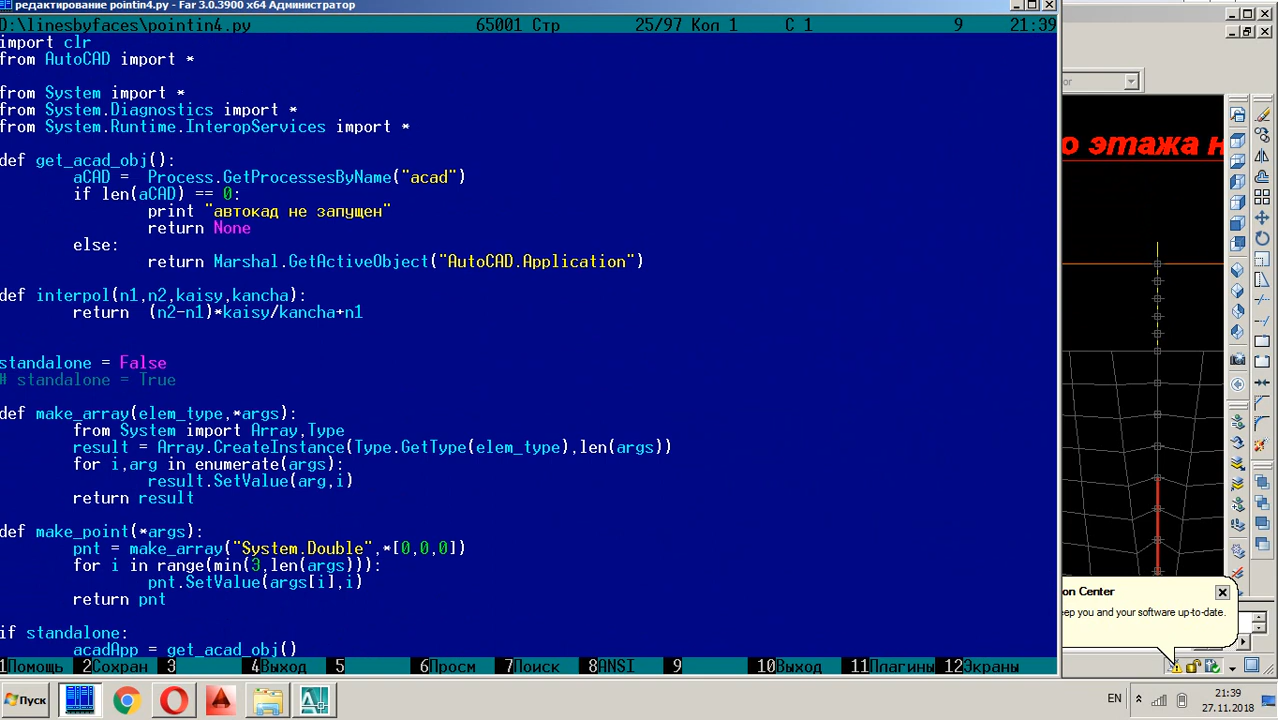 редактирование pointin4.py - Far 3.0.3900 x64 Администратор
D:\linesbyfaces\pointin4.py 65001 Стр 25/97 Кол 1 С 1 9 21:39
import clr
from AutoCAD import *
from System import *
from System.Diagnostics import *
from System.Runtime.InteropServices import *
def get_acad_obj():
aCAD = Process.GetProcessesByName("acad")
if len(aCAD) == 0:
print "автокад не запущен"
return None
else:
return Marshal.GetActiveObject("AutoCAD.Application")
def interpol(n1,n2,kaisy,kancha):
return (n2-n1)*kaisy/kancha+n1
standalone = False
# standalone = True
def make_array(elem_type,*args):
from System import Array,Type
result = Array.CreateInstance(Type.GetType(elem_type),len(args))
for i,arg in enumerate(args):
result.SetValue(arg,i)
return result
def make_point(*args):
pnt = make_array("System.Double",*[0,0,0])
for i in range(min(3,len(args))):
pnt.SetValue(args[i],i)
return pnt
if standalone:
acadApp = get_acad_obj()
1Помощь 2Сохран 3 4Выход 5 6Просм 7Поиск 8ANSI 9 10Выход 11Плагины 12Экраны
or
о этажа н
on Center
eep you and your software up-to-date.
Пуск
EN
21:39
27.11.2018